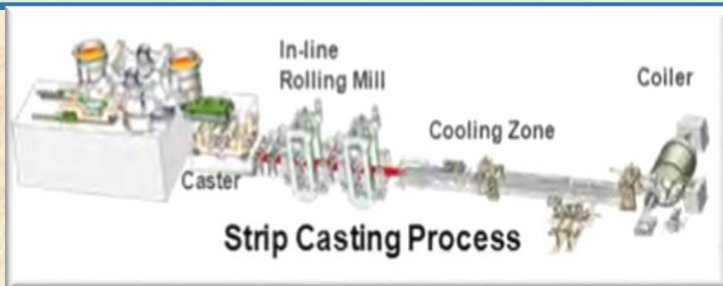 In-line
Rolling Mill
Coiler
Cooling Zone
Caster
Strip Casting Process